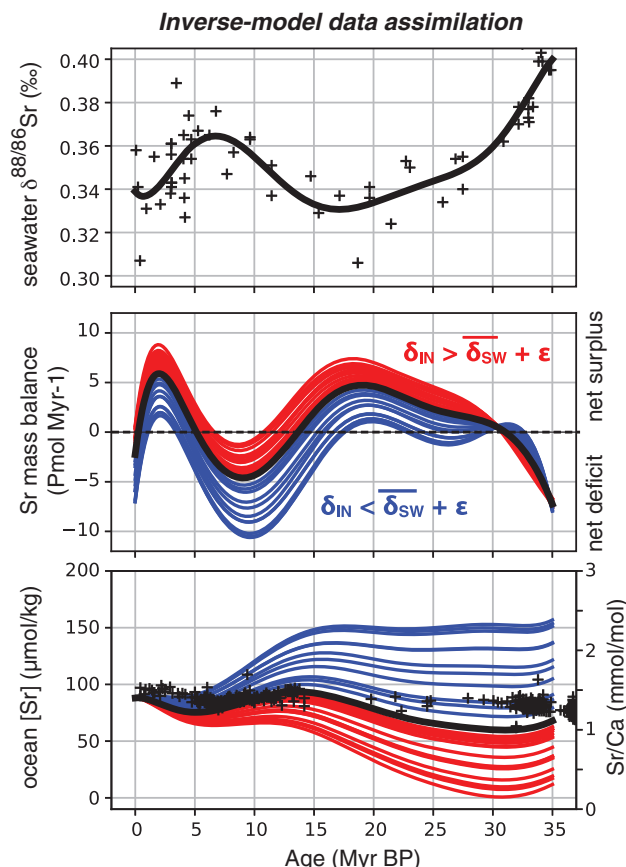 Inverse-model data assimilation
seawater δ88/86Sr (‰)
0.40
0.38
0.36
0.34
0.32
0.30
Sr mass balance
(Pmol Myr-1)
10
5
0
−5
−10
δIN > δSW + ε
δIN < δSW + ε
net surplus
net deficit
ocean [Sr] (µmol/kg)
200
150
100
50
0
3
2
1
0
Sr/Ca (mmol/mol)
0 5 10 15 20 25 30 35
Age (Myr BP)